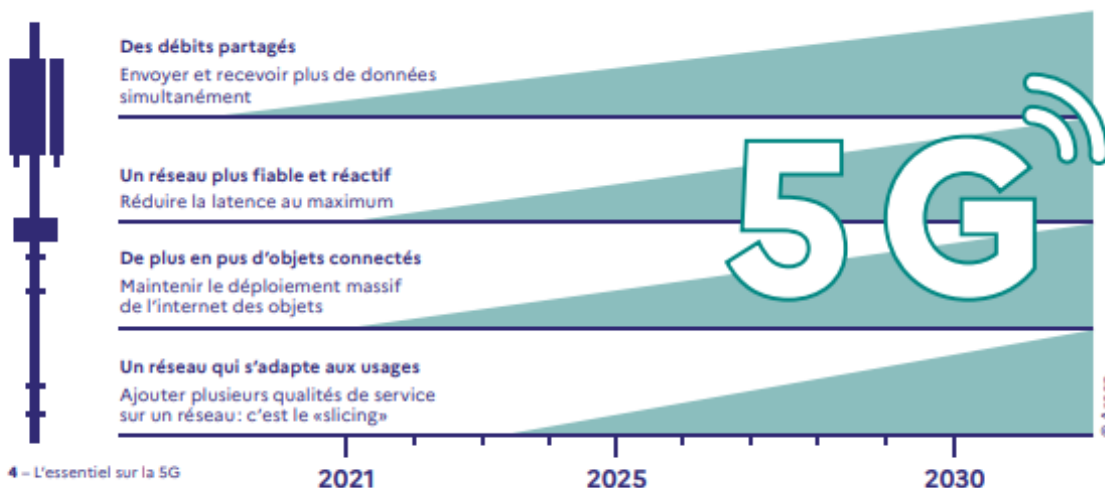 Des débits partagés
Envoyer et recevoir plus de données
simultanément
Un réseau plus fiable et réactif
Réduire la latence au maximum
5G
De plus en pus d'objets connectés
Maintenir le déploiement massif
de l'internet des objets
Un réseau qui s'adapte aux usages
Ajouter plusieurs qualités de service
sur un réseau : c'est le «slicing»
4 – L'essentiel sur la 5G
2021
2025
2030